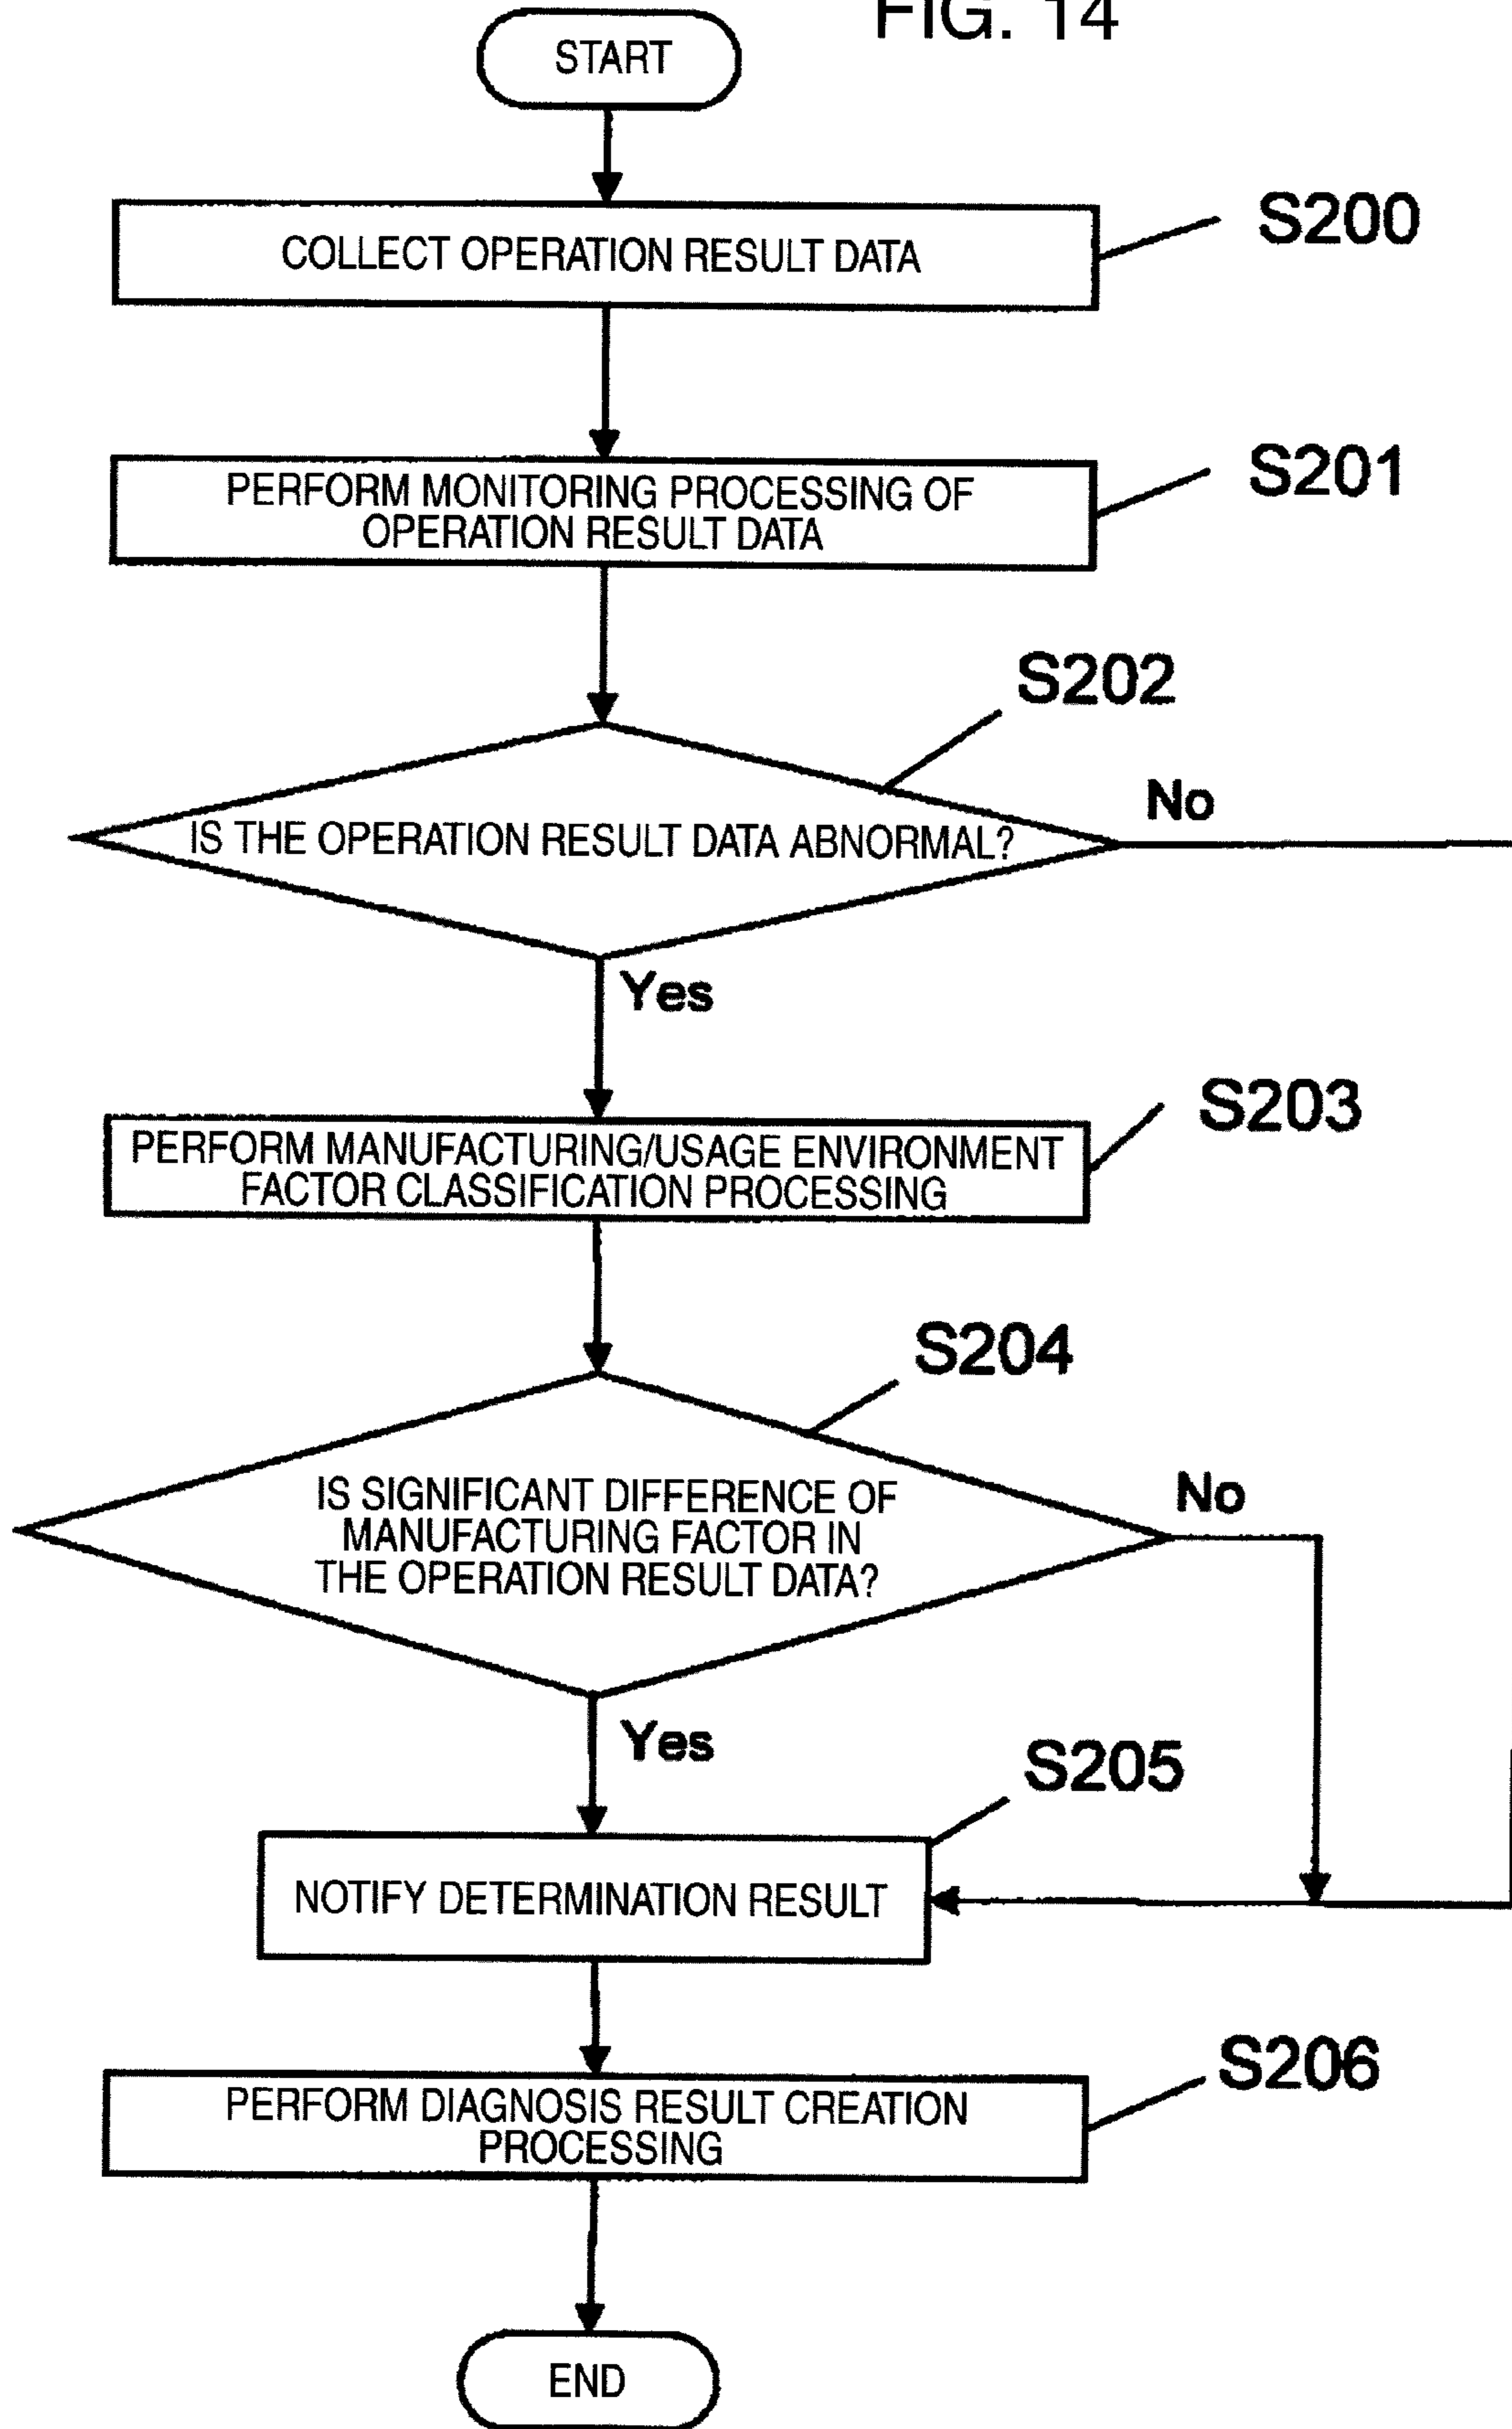 FIG. 14
START
COLLECT OPERATION RESULT DATA
S200
PERFORM MONITORING PROCESSING OF
OPERATION RESULT DATA
S201
S202
IS THE OPERATION RESULT DATA ABNORMAL?
No
Yes
PERFORM MANUFACTURING/USAGE ENVIRONMENT
FACTOR CLASSIFICATION PROCESSING
S203
S204
IS SIGNIFICANT DIFFERENCE OF
MANUFACTURING FACTOR IN
THE OPERATION RESULT DATA?
No
Yes
S205
NOTIFY DETERMINATION RESULT
S206
PERFORM DIAGNOSIS RESULT CREATION
PROCESSING
END